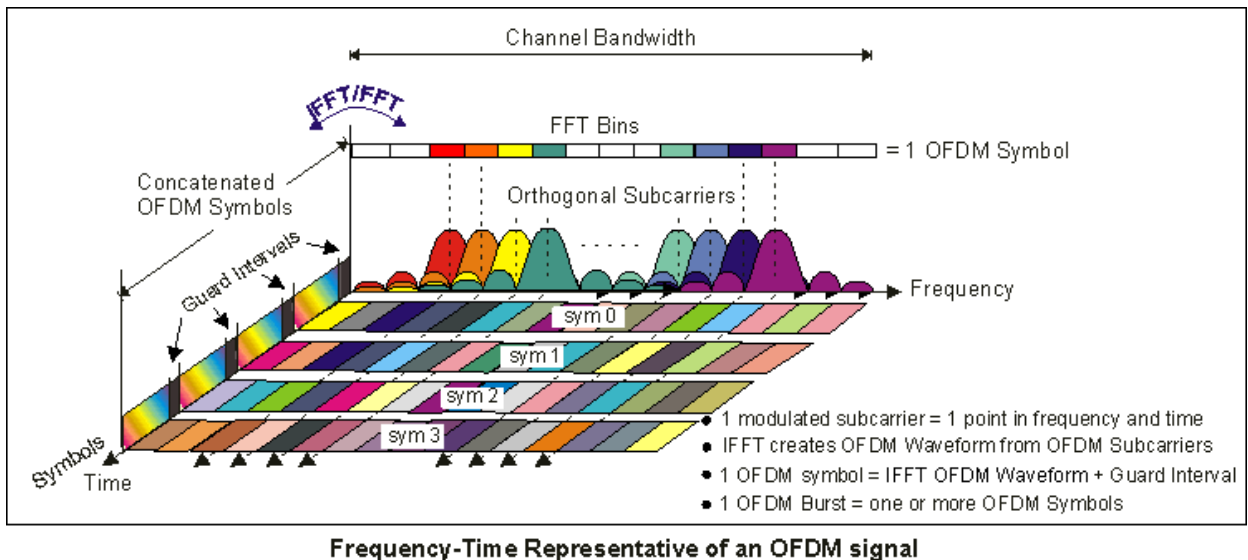 Channel Bandwidth
IFFT/FFT
FFT Bins
= 1 OFDM Symbol
Concatenated
OFDM Symbols
Orthogonal Subcarriers
Guard Intervals
Frequency
sym 0
sym 1
sym 2
sym 3
Symbols
Time
1 modulated subcarrier = 1 point in frequency and time
IFFT creates OFDM Waveform from OFDM Subcarriers
1 OFDM symbol = IFFT OFDM Waveform + Guard Interval
1 OFDM Burst = one or more OFDM Symbols
Frequency-Time Representative of an OFDM signal